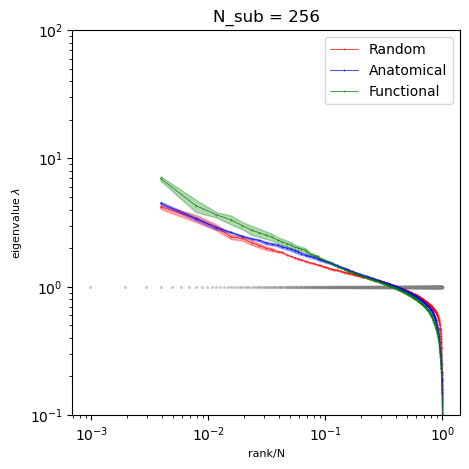 N_sub = 256
Random
Anatomical
Functional
eigenvalue λ
10²
10¹
10⁰
10⁻¹
10⁻³
10⁻²
10⁻¹
10⁰
rank/N